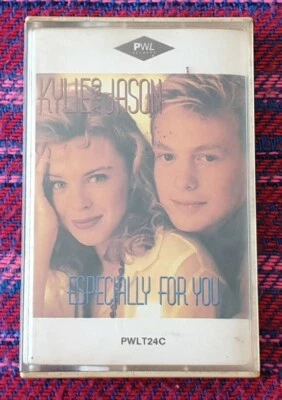 PWL
KYLIE & JASON
ESPECIALLY FOR YOU
PWLT24C